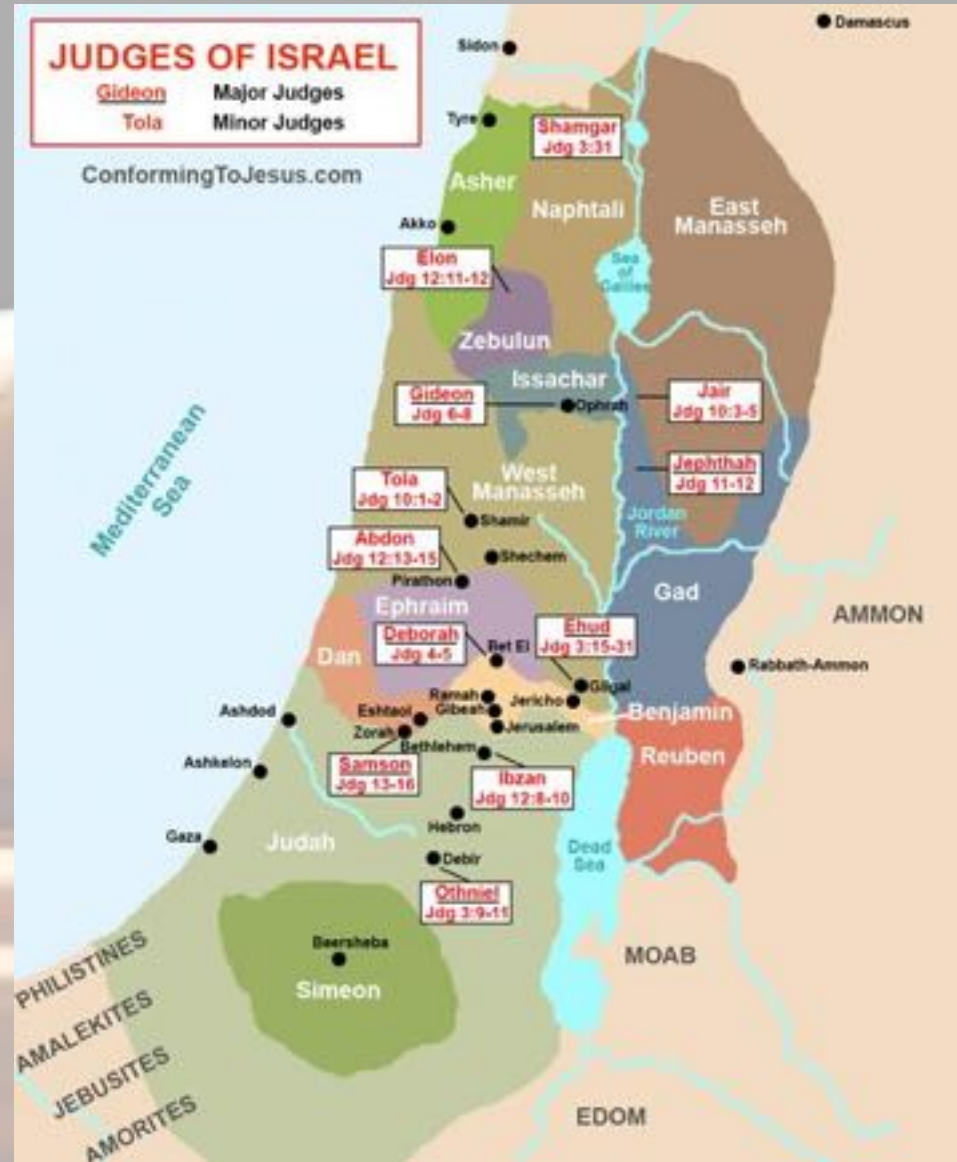 JUDGES OF ISRAEL
Gideon Major Judges
Tola Minor Judges
ConformingToJesus.com
Damascus
Sidon
Tyre
Shamgar
Jdg 3:31
Asher
Naphtali
East
Manasseh
Akko
Elon
Jdg 12:11-12
Sea
of
Galilee
Zebulun
Issachar
Gideon
Jdg 6-8
Ophrah
Jair
Jdg 10:3-5
Mediterranean
Sea
West
Manasseh
Jephthah
Jdg 11-12
Tola
Jdg 10:1-2
Shamir
Jordan
River
Abdon
Jdg 12:13-15
Shechem
Pirathon
Ephraim
Gad
AMMON
Deborah
Jdg 4-5
Bet El
Ehud
Jdg 3:15-31
Dan
Rabbath-Ammon
Gilgal
Jericho
Ramah
Gibeah
Benjamin
Ashdod
Eshtaol
Zorah
Jerusalem
Bethlehem
Reuben
Ashkelon
Samson
Jdg 13-16
Ibzan
Jdg 12:8-10
Hebron
Gaza
Judah
Debir
Dead
Sea
Othniel
Jdg 3:9-11
Beersheba
Simeon
MOAB
PHILISTINES
AMALEKITES
JEBUSITES
AMORITES
EDOM